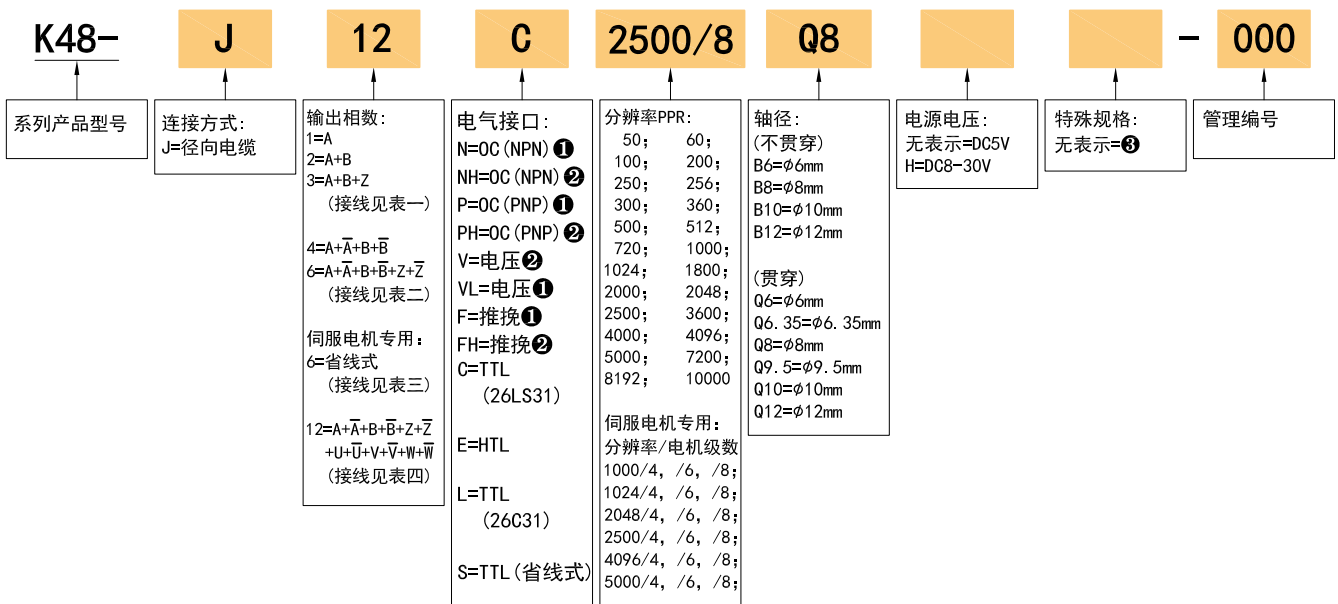 K48- J 12 C 2500/8 Q8 - 000
系列产品型号
连接方式:
J=径向电缆
输出相数:
1=A
2=A+B
3=A+B+Z
(接线见表一)
4=A+A̅+B+B̅
6=A+A̅+B+B̅+Z+Z̅
(接线见表二)
伺服电机专用:
6=省线式
(接线见表三)
12=A+A̅+B+B̅+Z+Z̅
+U+U̅+V+V̅+W+W̅
(接线见表四)
电气接口:
N=OC(NPN)❶
NH=OC(NPN)❷
P=OC(PNP)❶
PH=OC(PNP)❷
V=电压❷
VL=电压❶
F=推挽❶
FH=推挽❷
C=TTL
(26LS31)
E=HTL
L=TTL
(26C31)
S=TTL(省线式)
分辨率PPR:
50; 60;
100; 200;
250; 256;
300; 360;
500; 512;
720; 1000;
1024; 1800;
2000; 2048;
2500; 3600;
4000; 4096;
5000; 7200;
8192; 10000
伺服电机专用:
分辨率/电机级数
1000/4, /6, /8;
1024/4, /6, /8;
2048/4, /6, /8;
2500/4, /6, /8;
4096/4, /6, /8;
5000/4, /6, /8;
轴径:
(不贯穿)
B6=φ6mm
B8=φ8mm
B10=φ10mm
B12=φ12mm
(贯穿)
Q6=φ6mm
Q6.35=φ6.35mm
Q8=φ8mm
Q9.5=φ9.5mm
Q10=φ10mm
Q12=φ12mm
电源电压:
无表示=DC5V
H=DC8-30V
特殊规格:
无表示=❸
管理编号